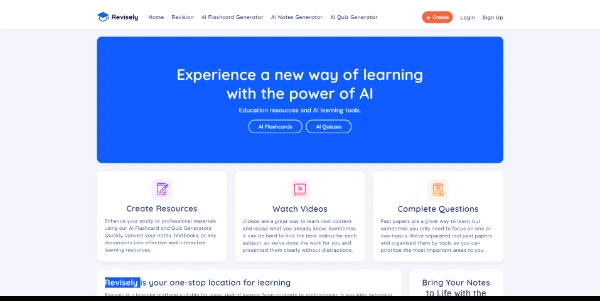 Revisely Home Revision AI Flashcard Generator AI Notes Generator AI Quiz Generator + Create Login Sign Up
Experience a new way of learning
with the power of AI
Education resources and AI learning tools.
AI Flashcards AI Quizzes
Create Resources
Enhance your study or professional materials
using our AI Flashcard and Quiz Generators.
Quickly convert your notes, textbooks, or any
documents into effective and interactive
learning resources.
Watch Videos
Videos are a great way to learn new content
and revise what you already know. Sometimes
it can be hard to find the best videos for each
subject, so we've done the work for you and
presented them clearly without distractions.
Complete Questions
Past papers are a great way to learn, but
sometimes you only need to focus on one or
two topics. We've separated real past papers
and organised them by topic so you can
prioritise the most important areas to you.
Revisely is your one-stop location for learning
Bring Your Notes
to Life with the